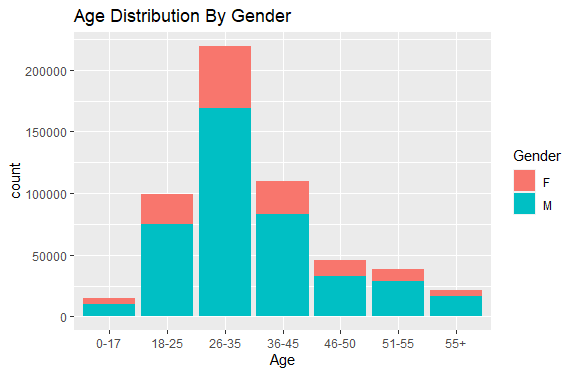 Age Distribution By Gender
200000
150000
100000
50000
0
count
0-17 18-25 26-35 36-45 46-50 51-55 55+
Age
Gender
F
M